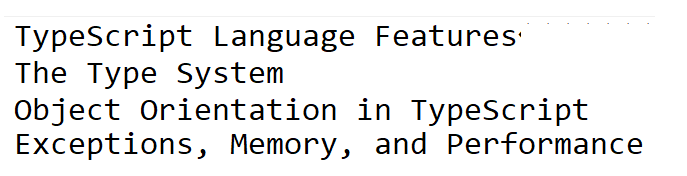 TypeScript Language Features
The Type System
Object Orientation in TypeScript
Exceptions, Memory, and Performance